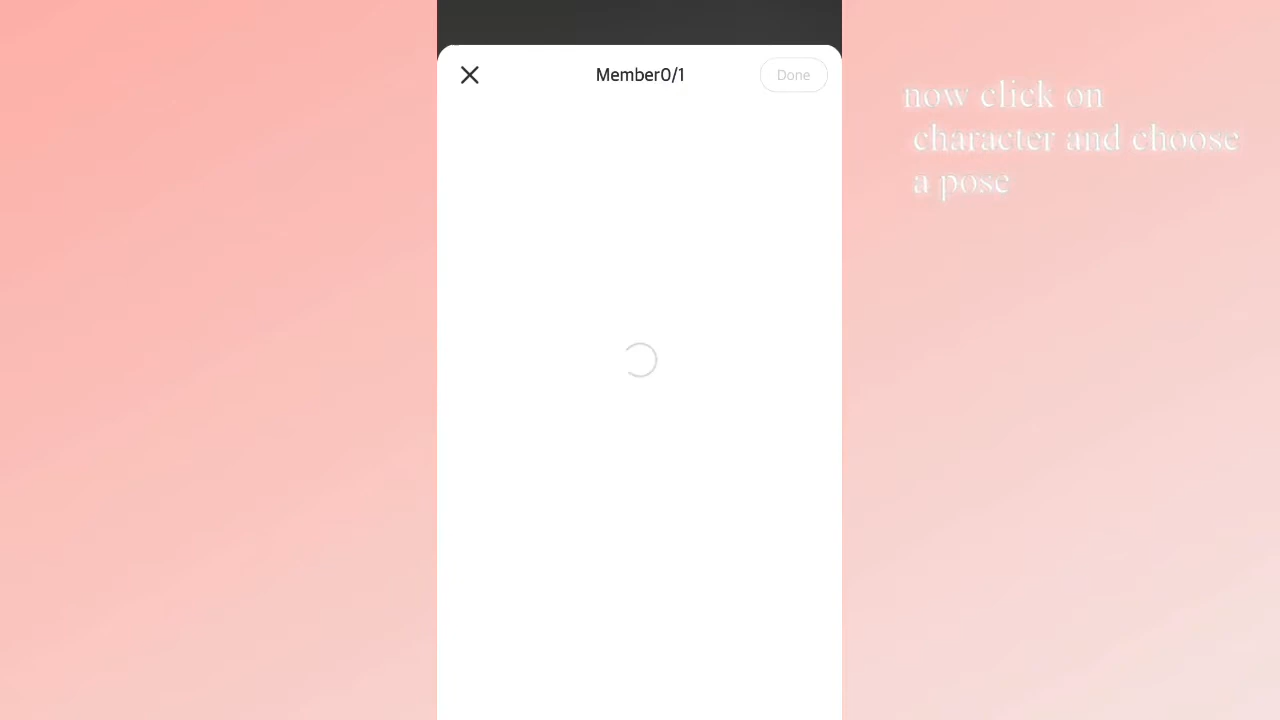 Member0/1
Done
now click on
character and choose
a pose